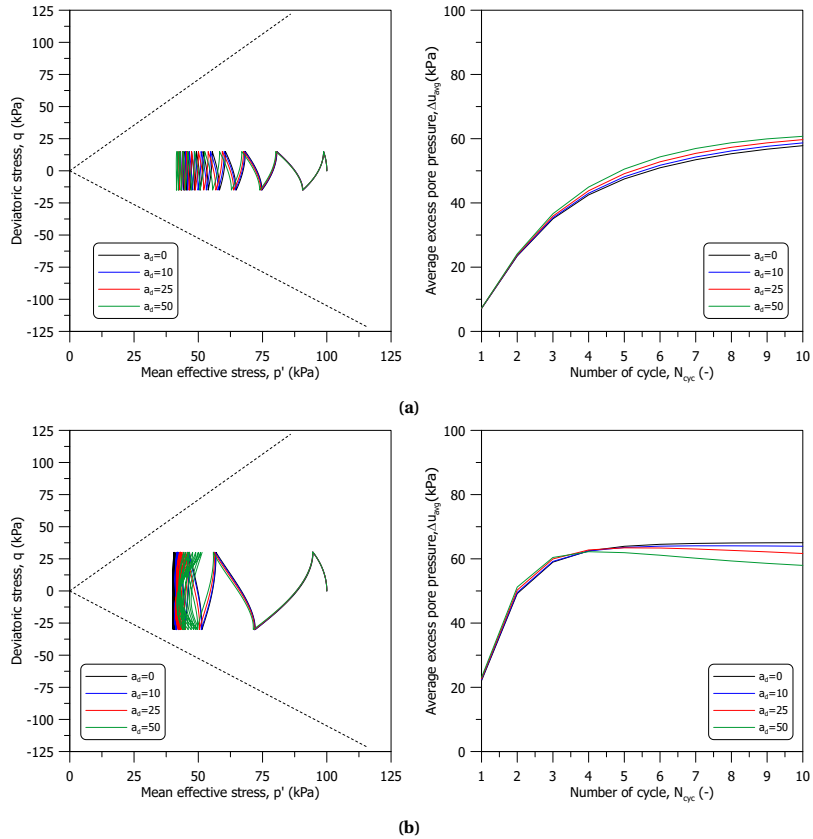 125
100
75
50
25
0
-25
-50
-75
-100
-125
Deviatoric stress, q (kPa)
a_d=0
a_d=10
a_d=25
a_d=50
0 25 50 75 100 125
Mean effective stress, p' (kPa)
100
80
60
40
20
0
Average excess pore pressure,Δu_avg(kPa)
a_d=0
a_d=10
a_d=25
a_d=50
1 2 3 4 5 6 7 8 9 10
Number of cycle, N_cyc (-)
(a)
125
100
75
50
25
0
-25
-50
-75
-100
-125
Deviatoric stress, q (kPa)
a_d=0
a_d=10
a_d=25
a_d=50
0 25 50 75 100 125
Mean effective stress, p' (kPa)
100
80
60
40
20
0
Average excess pore pressure,Δu_avg(kPa)
a_d=0
a_d=10
a_d=25
a_d=50
1 2 3 4 5 6 7 8 9 10
Number of cycle, N_cyc (-)
(b)